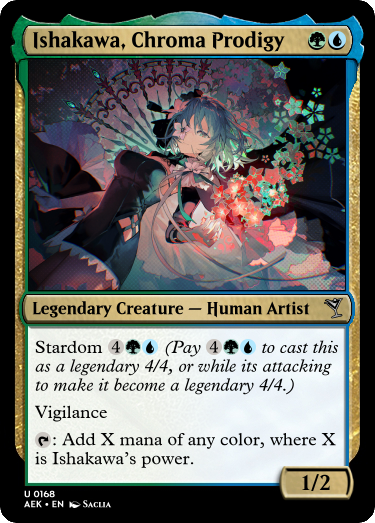 Ishakawa, Chroma Prodigy
Legendary Creature — Human Artist
Stardom 4 (Pay 4 to cast this
as a legendary 4/4, or while its attacking
to make it become a legendary 4/4.)
Vigilance
: Add X mana of any color, where X
is Ishakawa's power.
1/2
U 0168
AEK • EN Saclia